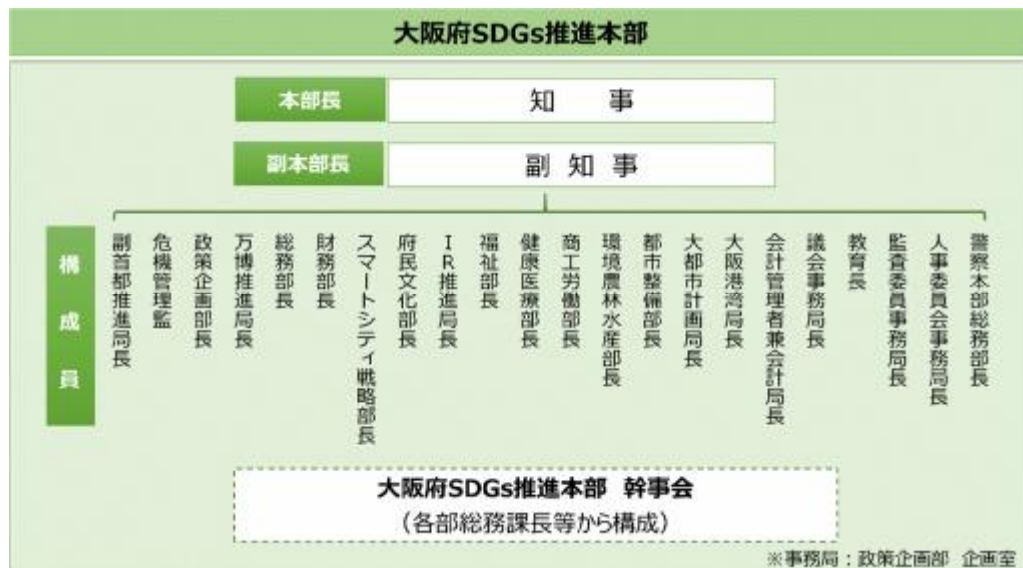 大阪府SDGs推進本部
本部長
知 事
副本部長
副 知 事
構成員
副首都推進局長
危機管理監
政策企画部長
万博推進局長
総務部長
財務部長
スマートシティ戦略部長
府民文化部長
ＩＲ推進局長
福祉部長
健康医療部長
商工労働部長
環境農林水産部長
都市整備部長
大都市計画局長
大阪港湾局長
会計管理者兼会計局長
議会事務局長
教育長
監査委員事務局長
人事委員会事務局長
警察本部総務部長
大阪府SDGs推進本部 幹事会
（各部総務課長等から構成）
※事務局：政策企画部 企画室